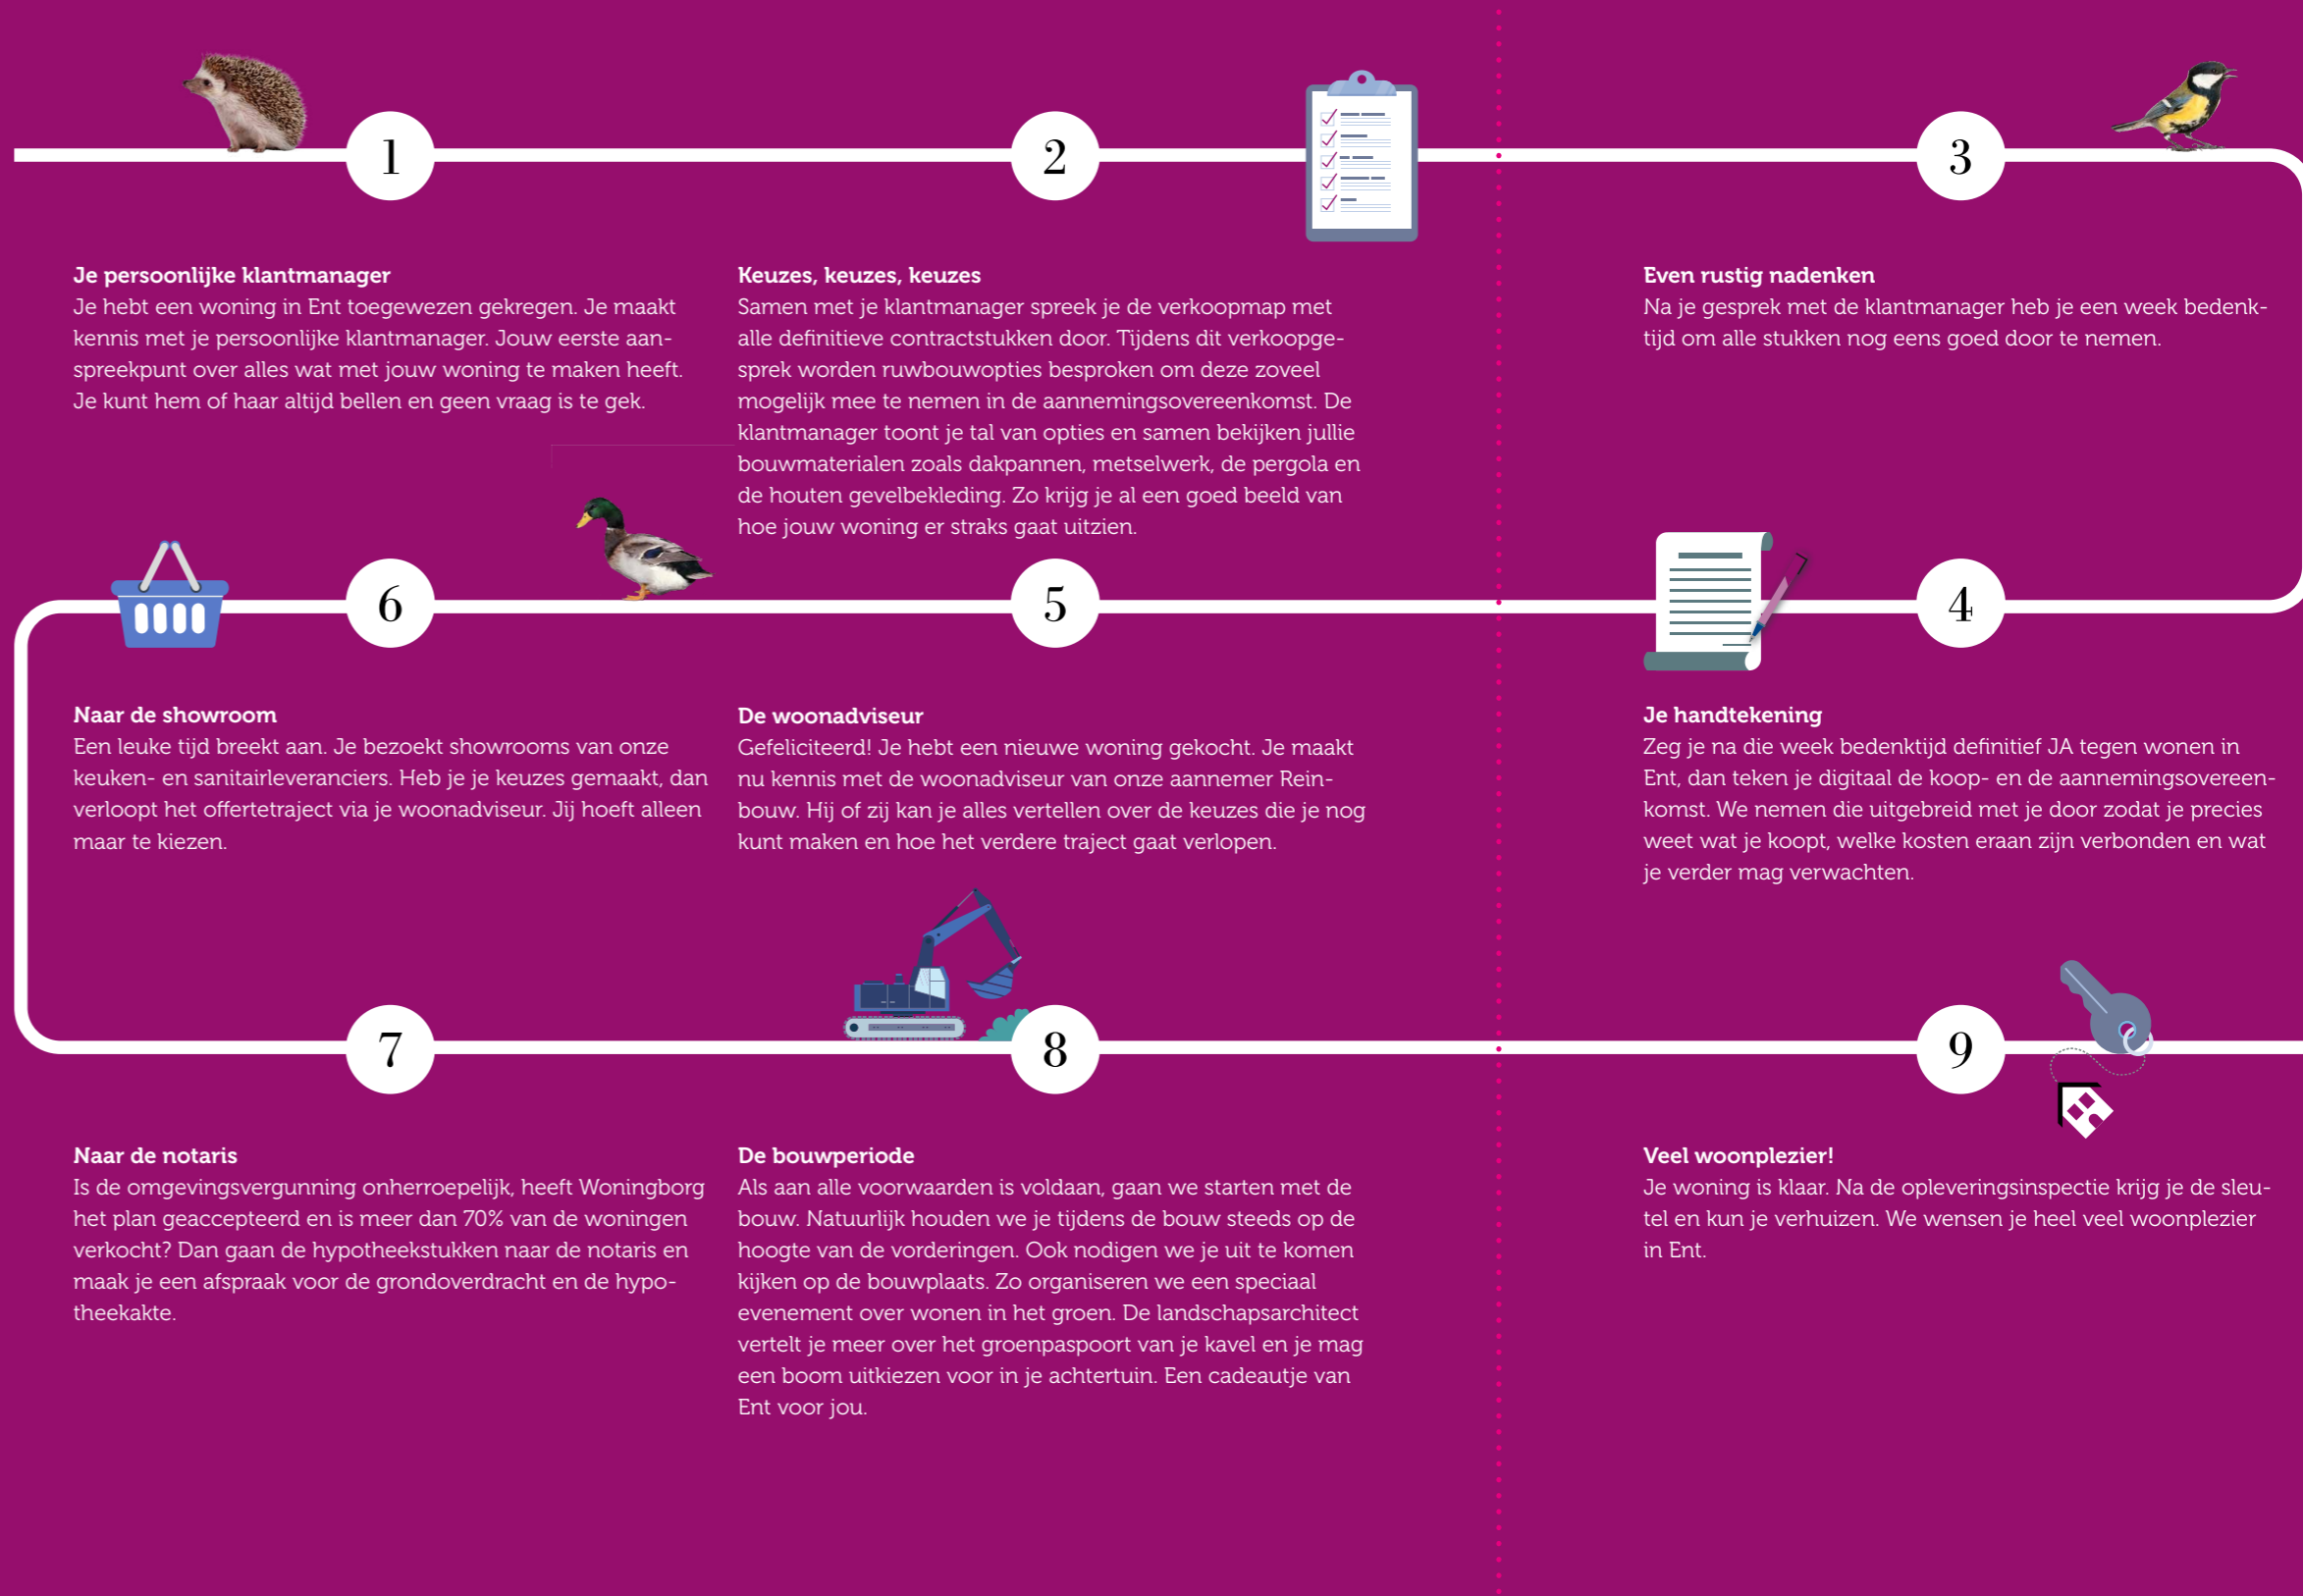 1
Je persoonlijke klantmanager
Je hebt een woning in Ent toegewezen gekregen. Je maakt
kennis met je persoonlijke klantmanager. Jouw eerste aan-
spreekpunt over alles wat met jouw woning te maken heeft.
Je kunt hem of haar altijd bellen en geen vraag is te gek.
2
Keuzes, keuzes, keuzes
Samen met je klantmanager spreek je de verkoopmap met
alle definitieve contractstukken door. Tijdens dit verkoopge-
sprek worden ruwbouwopties besproken om deze zoveel
mogelijk mee te nemen in de aannemingsovereenkomst. De
klantmanager toont je tal van opties en samen bekijken jullie
bouwmaterialen zoals dakpannen, metselwerk, de pergola en
de houten gevelbekleding. Zo krijg je al een goed beeld van
hoe jouw woning er straks gaat uitzien.
3
Even rustig nadenken
Na je gesprek met de klantmanager heb je een week bedenk-
tijd om alle stukken nog eens goed door te nemen.
4
Je handtekening
Zeg je na die week bedenktijd definitief JA tegen wonen in
Ent, dan teken je digitaal de koop- en de aannemingsovereen-
komst. We nemen die uitgebreid met je door zodat je precies
weet wat je koopt, welke kosten eraan zijn verbonden en wat
je verder mag verwachten.
5
De woonadviseur
Gefeliciteerd! Je hebt een nieuwe woning gekocht. Je maakt
nu kennis met de woonadviseur van onze aannemer Rein-
bouw. Hij of zij kan je alles vertellen over de keuzes die je nog
kunt maken en hoe het verdere traject gaat verlopen.
6
Naar de showroom
Een leuke tijd breekt aan. Je bezoekt showrooms van onze
keuken- en sanitairleveranciers. Heb je je keuzes gemaakt, dan
verloopt het offertetraject via je woonadviseur. Jij hoeft alleen
maar te kiezen.
7
Naar de notaris
Is de omgevingsvergunning onherroepelijk, heeft Woningborg
het plan geaccepteerd en is meer dan 70% van de woningen
verkocht? Dan gaan de hypotheekstukken naar de notaris en
maak je een afspraak voor de grondoverdracht en de hypo-
theekakte.
8
De bouwperiode
Als aan alle voorwaarden is voldaan, gaan we starten met de
bouw. Natuurlijk houden we je tijdens de bouw steeds op de
hoogte van de vorderingen. Ook nodigen we je uit te komen
kijken op de bouwplaats. Zo organiseren we een speciaal
evenement over wonen in het groen. De landschapsarchitect
vertelt je meer over het groenpaspoort van je kavel en je mag
een boom uitkiezen voor in je achtertuin. Een cadeautje van
Ent voor jou.
9
Veel woonplezier!
Je woning is klaar. Na de opleveringsinspectie krijg je de sleu-
tel en kun je verhuizen. We wensen je heel veel woonplezier
in Ent.